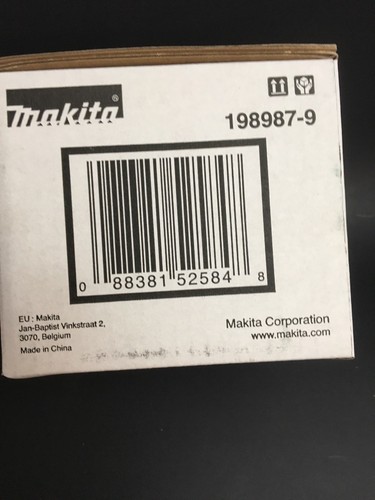 makita®
198987-9
0 88381 52584 8
EU : Makita
Jan-Baptist Vinkstraat 2,
3070, Belgium
Made in China
Makita Corporation
www.makita.com